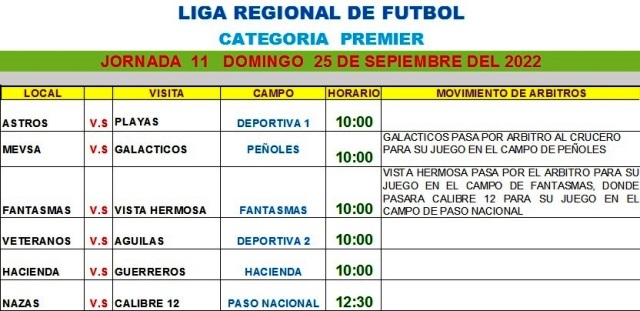 LIGA REGIONAL DE FUTBOL
CATEGORIA PREMIER
JORNADA 11 DOMINGO 25 DE SEPIEMBRE DEL 2022
LOCAL VISITA CAMPO HORARIO MOVIMIENTO DE ARBITROS
ASTROS V.S PLAYAS DEPORTIVA 1 10:00
MEVSA V.S GALACTICOS PEÑOLES 10:00 GALACTICOS PASA POR ARBITRO AL CRUCERO
PARA SU JUEGO EN EL CAMPO DE PEÑOLES
VISTA HERMOSA PASA POR EL ARBITRO PARA SU
JUEGO EN EL CAMPO DE FANTASMAS, DONDE
PASARA CALIBRE 12 PARA SU JUEGO EN EL
FANTASMAS V.S VISTA HERMOSA FANTASMAS 10:00 CAMPO DE PASO NACIONAL
VETERANOS V.S AGUILAS DEPORTIVA 2 10:00
HACIENDA V.S GUERREROS HACIENDA 10:00
NAZAS V.S CALIBRE 12 PASO NACIONAL 12:30